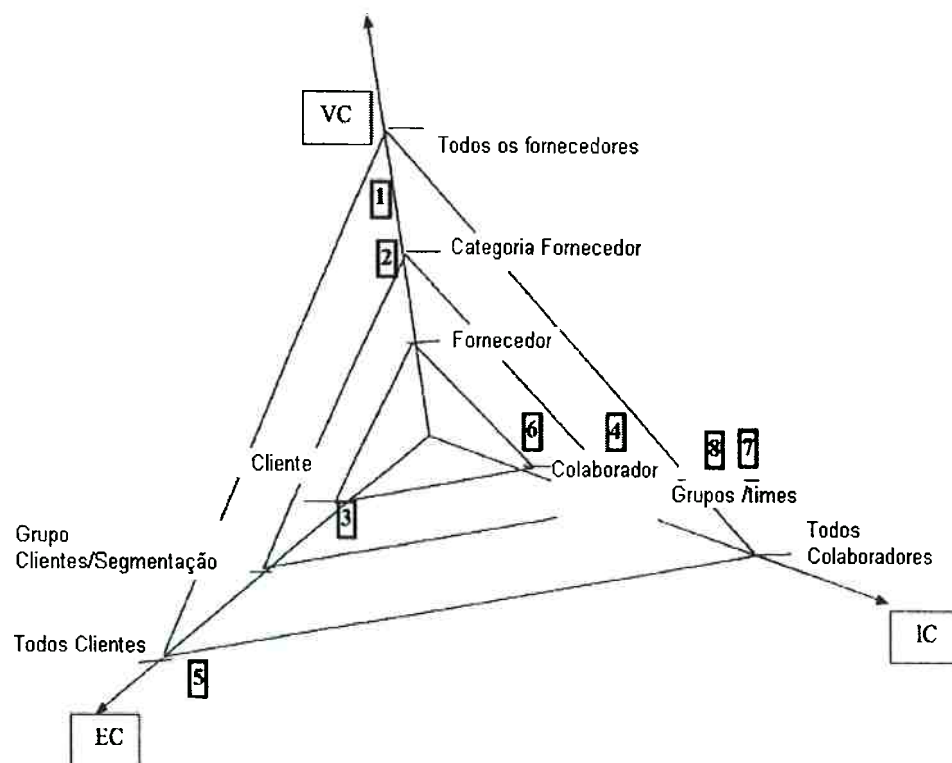 VC
Todos os fornecedores
1
2
Categoria Fornecedor
Fornecedor
6
4
8
7
Cliente
Colaborador
Grupos /times
3
Grupo
Clientes/Segmentação
Todos
Colaboradores
Todos Clientes
5
IC
EC